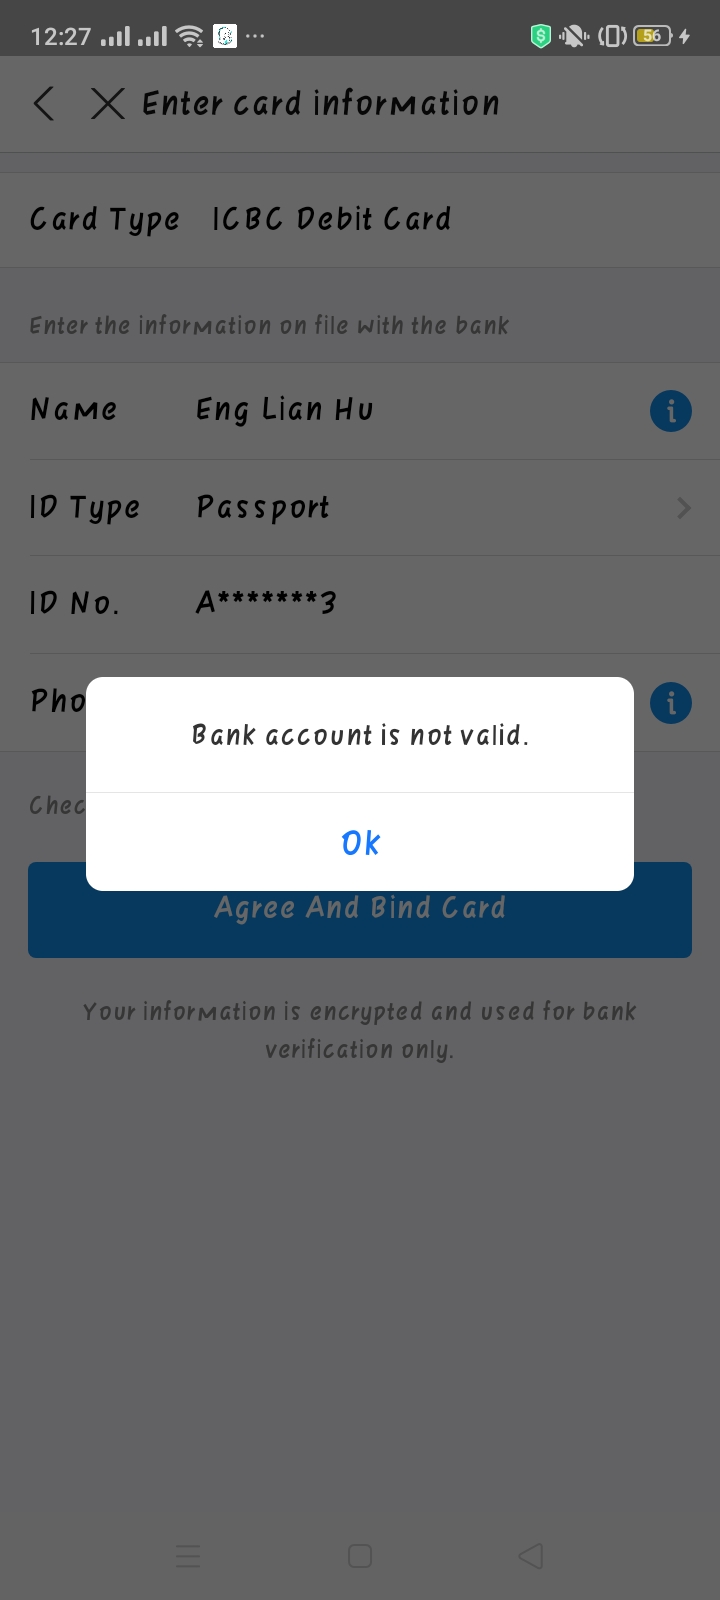 12:27
56
Enter card information
Card Type ICBC Debit Card
Enter the information on file with the bank
Name Eng Lian Hu
ID Type Passport
ID No. A*******3
Pho
Bank account is not valid.
Chec
Ok
Agree And Bind Card
Your information is encrypted and used for bank
verification only.